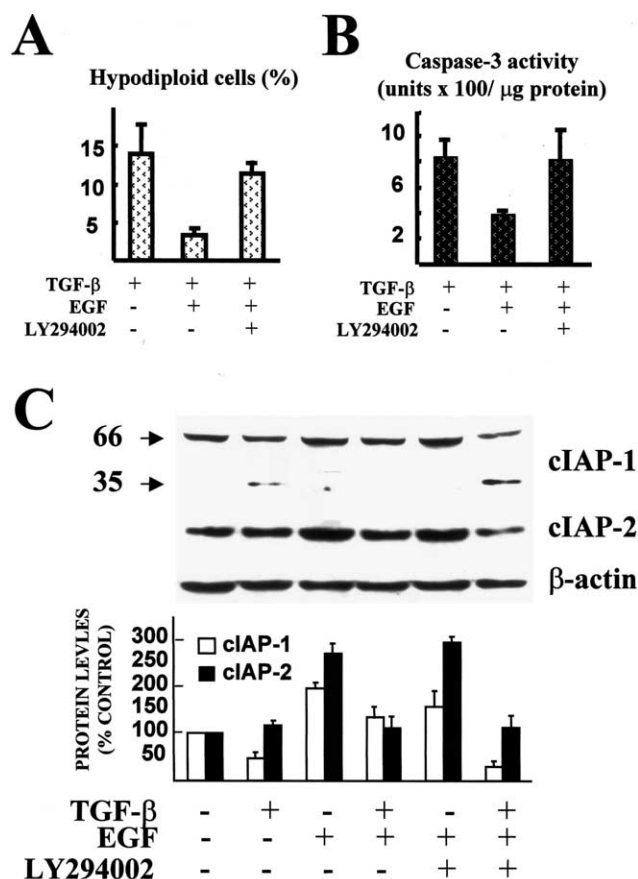 A
Hypodiploid cells (%)
15
10
5
TGF-β + + +
EGF - + +
LY294002 - - +
B
Caspase-3 activity
(units x 100/ μg protein)
10
8
6
4
2
TGF-β + + +
EGF - + +
LY294002 - - +
C
66
35
cIAP-1
cIAP-2
β-actin
PROTEIN LEVLES
(% CONTROL)
300
250
200
150
100
50
cIAP-1
cIAP-2
TGF-β - + - + - +
EGF - - + + + +
LY294002 - - - - + +